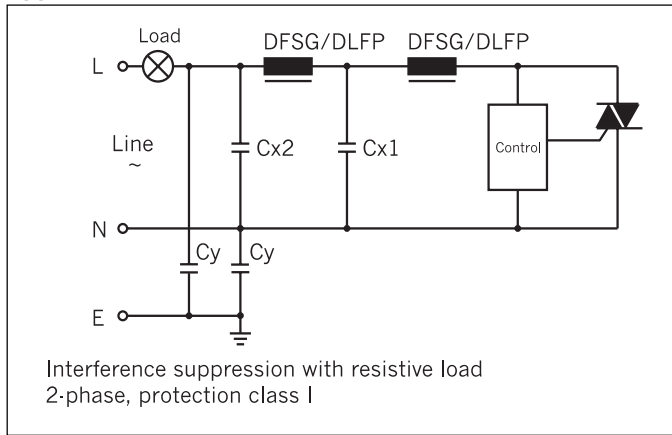 Load
DFSG/DLFP DFSG/DLFP
L
Line
~
Cx2 Cx1
Control
N
Cy Cy
E
Interference suppression with resistive load
2-phase, protection class I